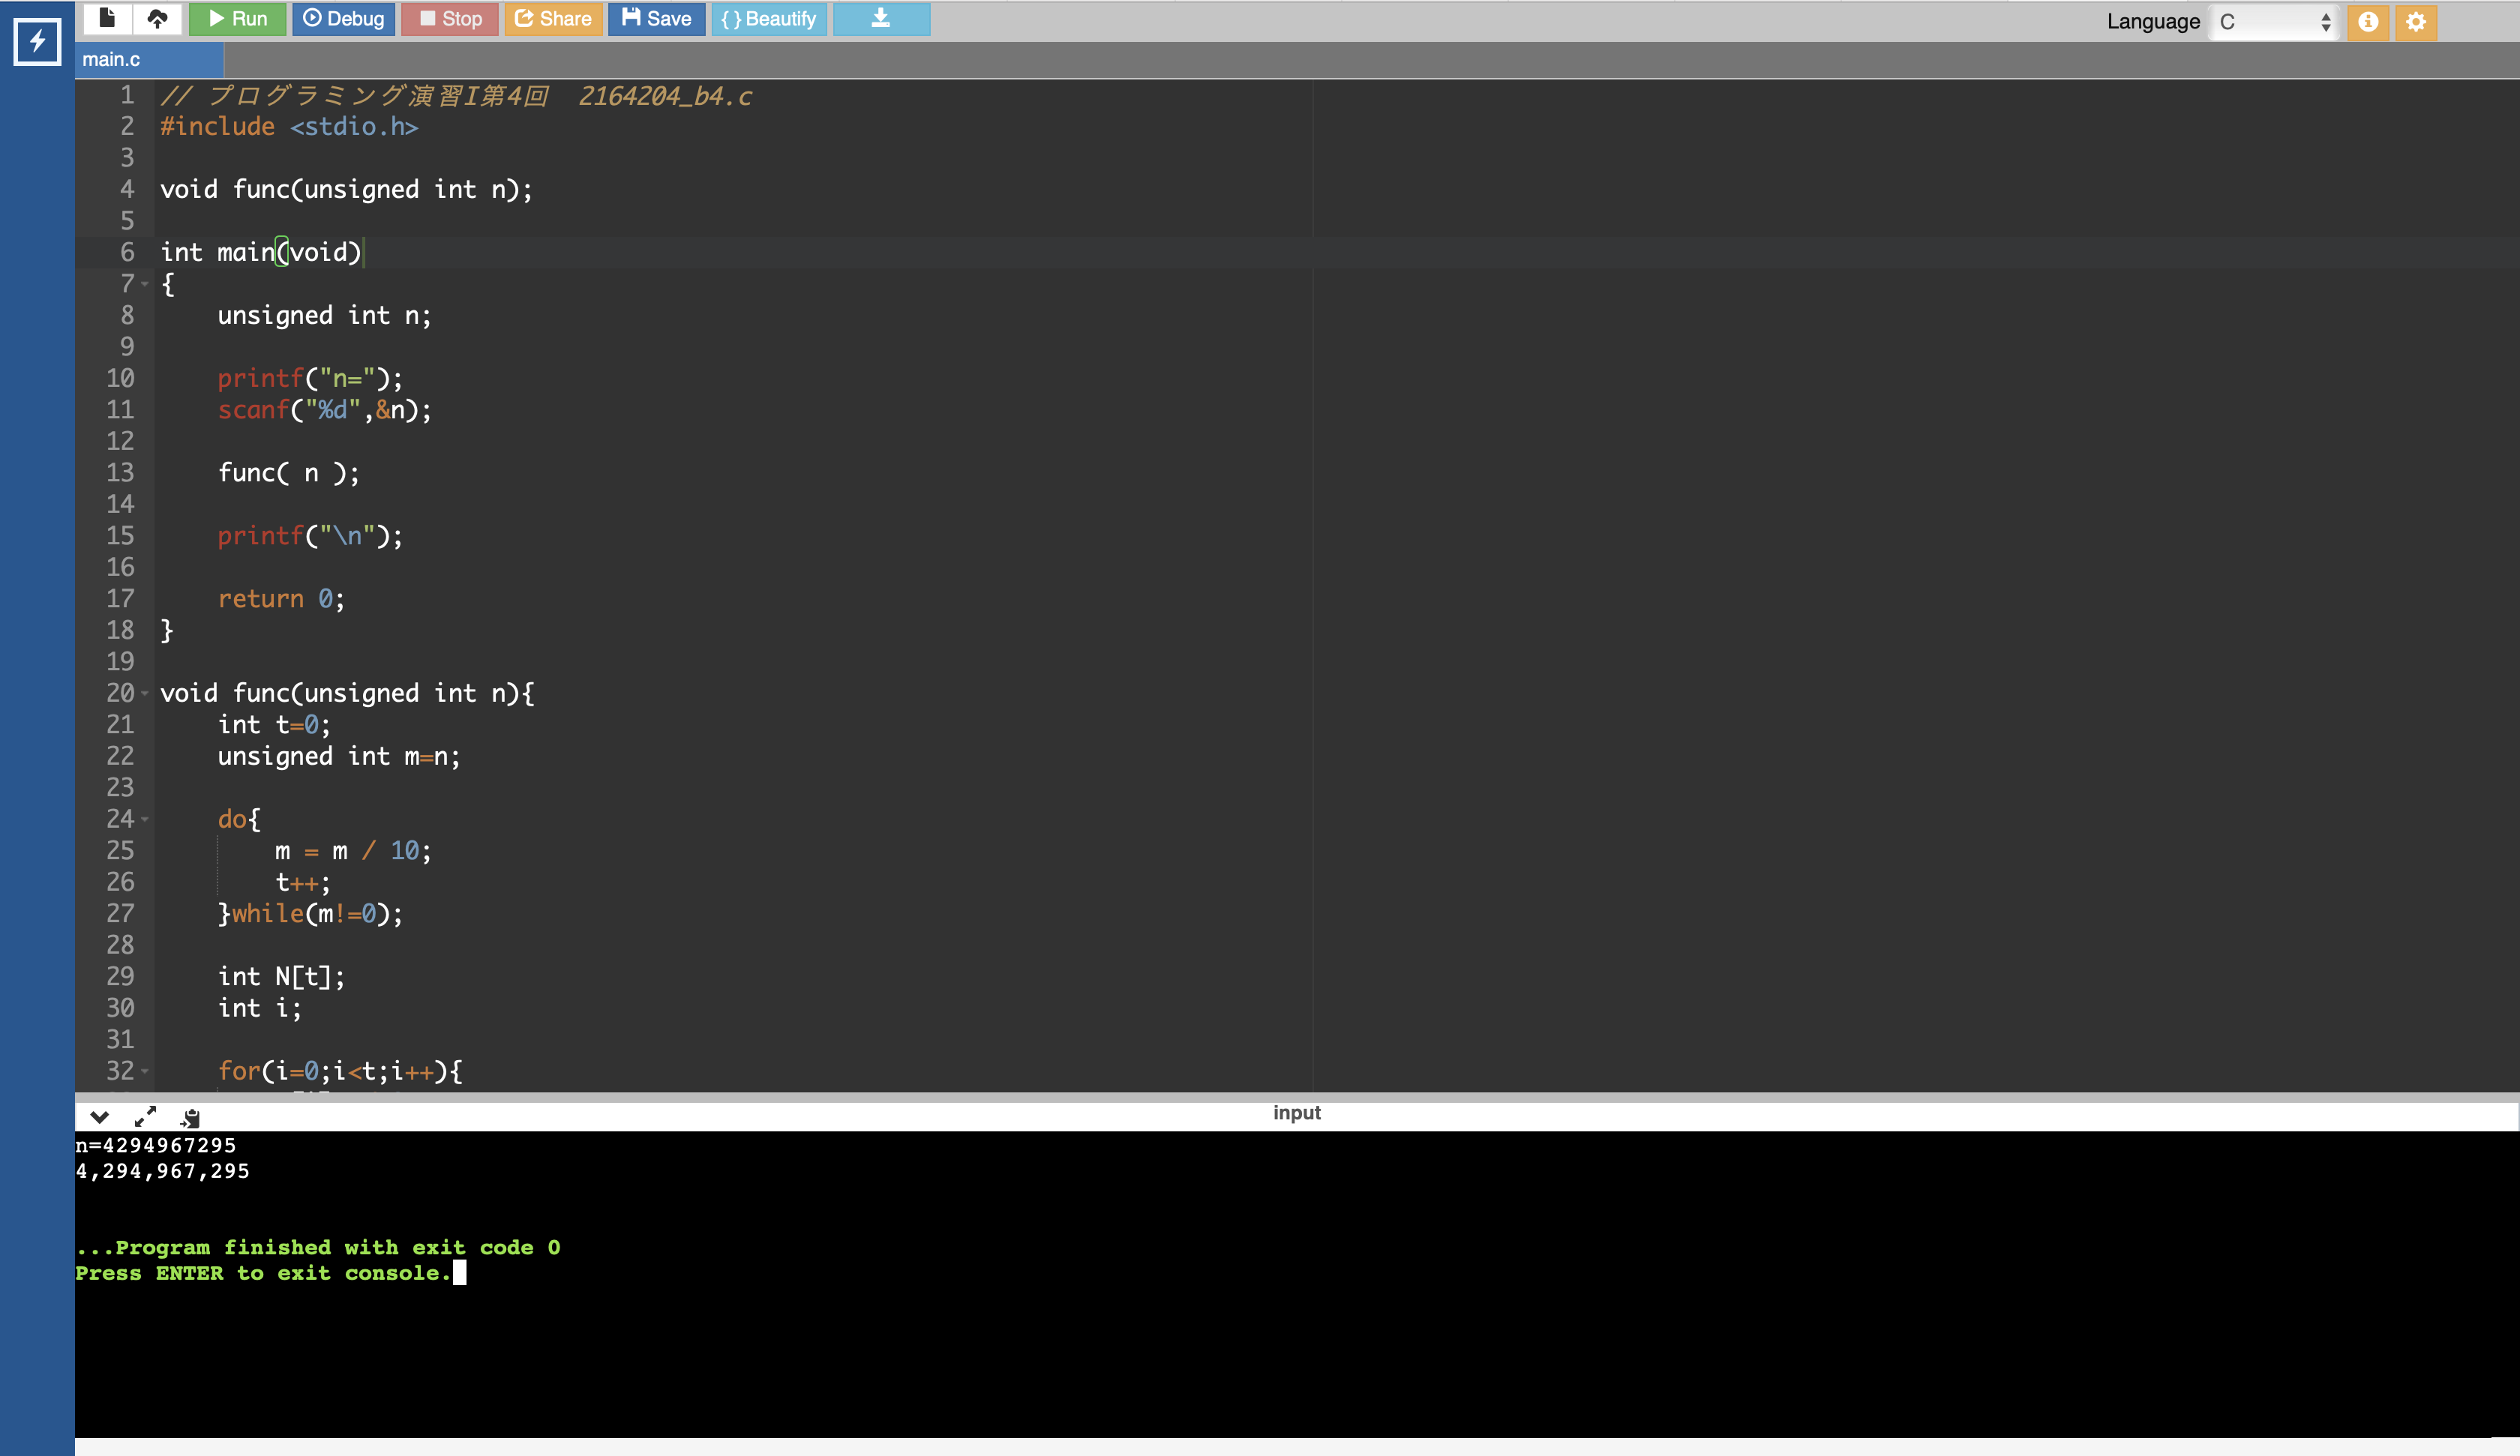 Run Debug Stop Share Save { } Beautify Language C
main.c
1 // プログラミング演習I第4回 2164204_b4.c
2 #include <stdio.h>
3
4 void func(unsigned int n);
5
6 int main(void)
7 {
8 unsigned int n;
9
10 printf("n=");
11 scanf("%d",&n);
12
13 func( n );
14
15 printf("\n");
16
17 return 0;
18 }
19
20 void func(unsigned int n){
21 int t=0;
22 unsigned int m=n;
23
24 do{
25 m = m / 10;
26 t++;
27 }while(m!=0);
28
29 int N[t];
30 int i;
31
32 for(i=0;i<t;i++){
input
n=4294967295
4,294,967,295
...Program finished with exit code 0
Press ENTER to exit console.